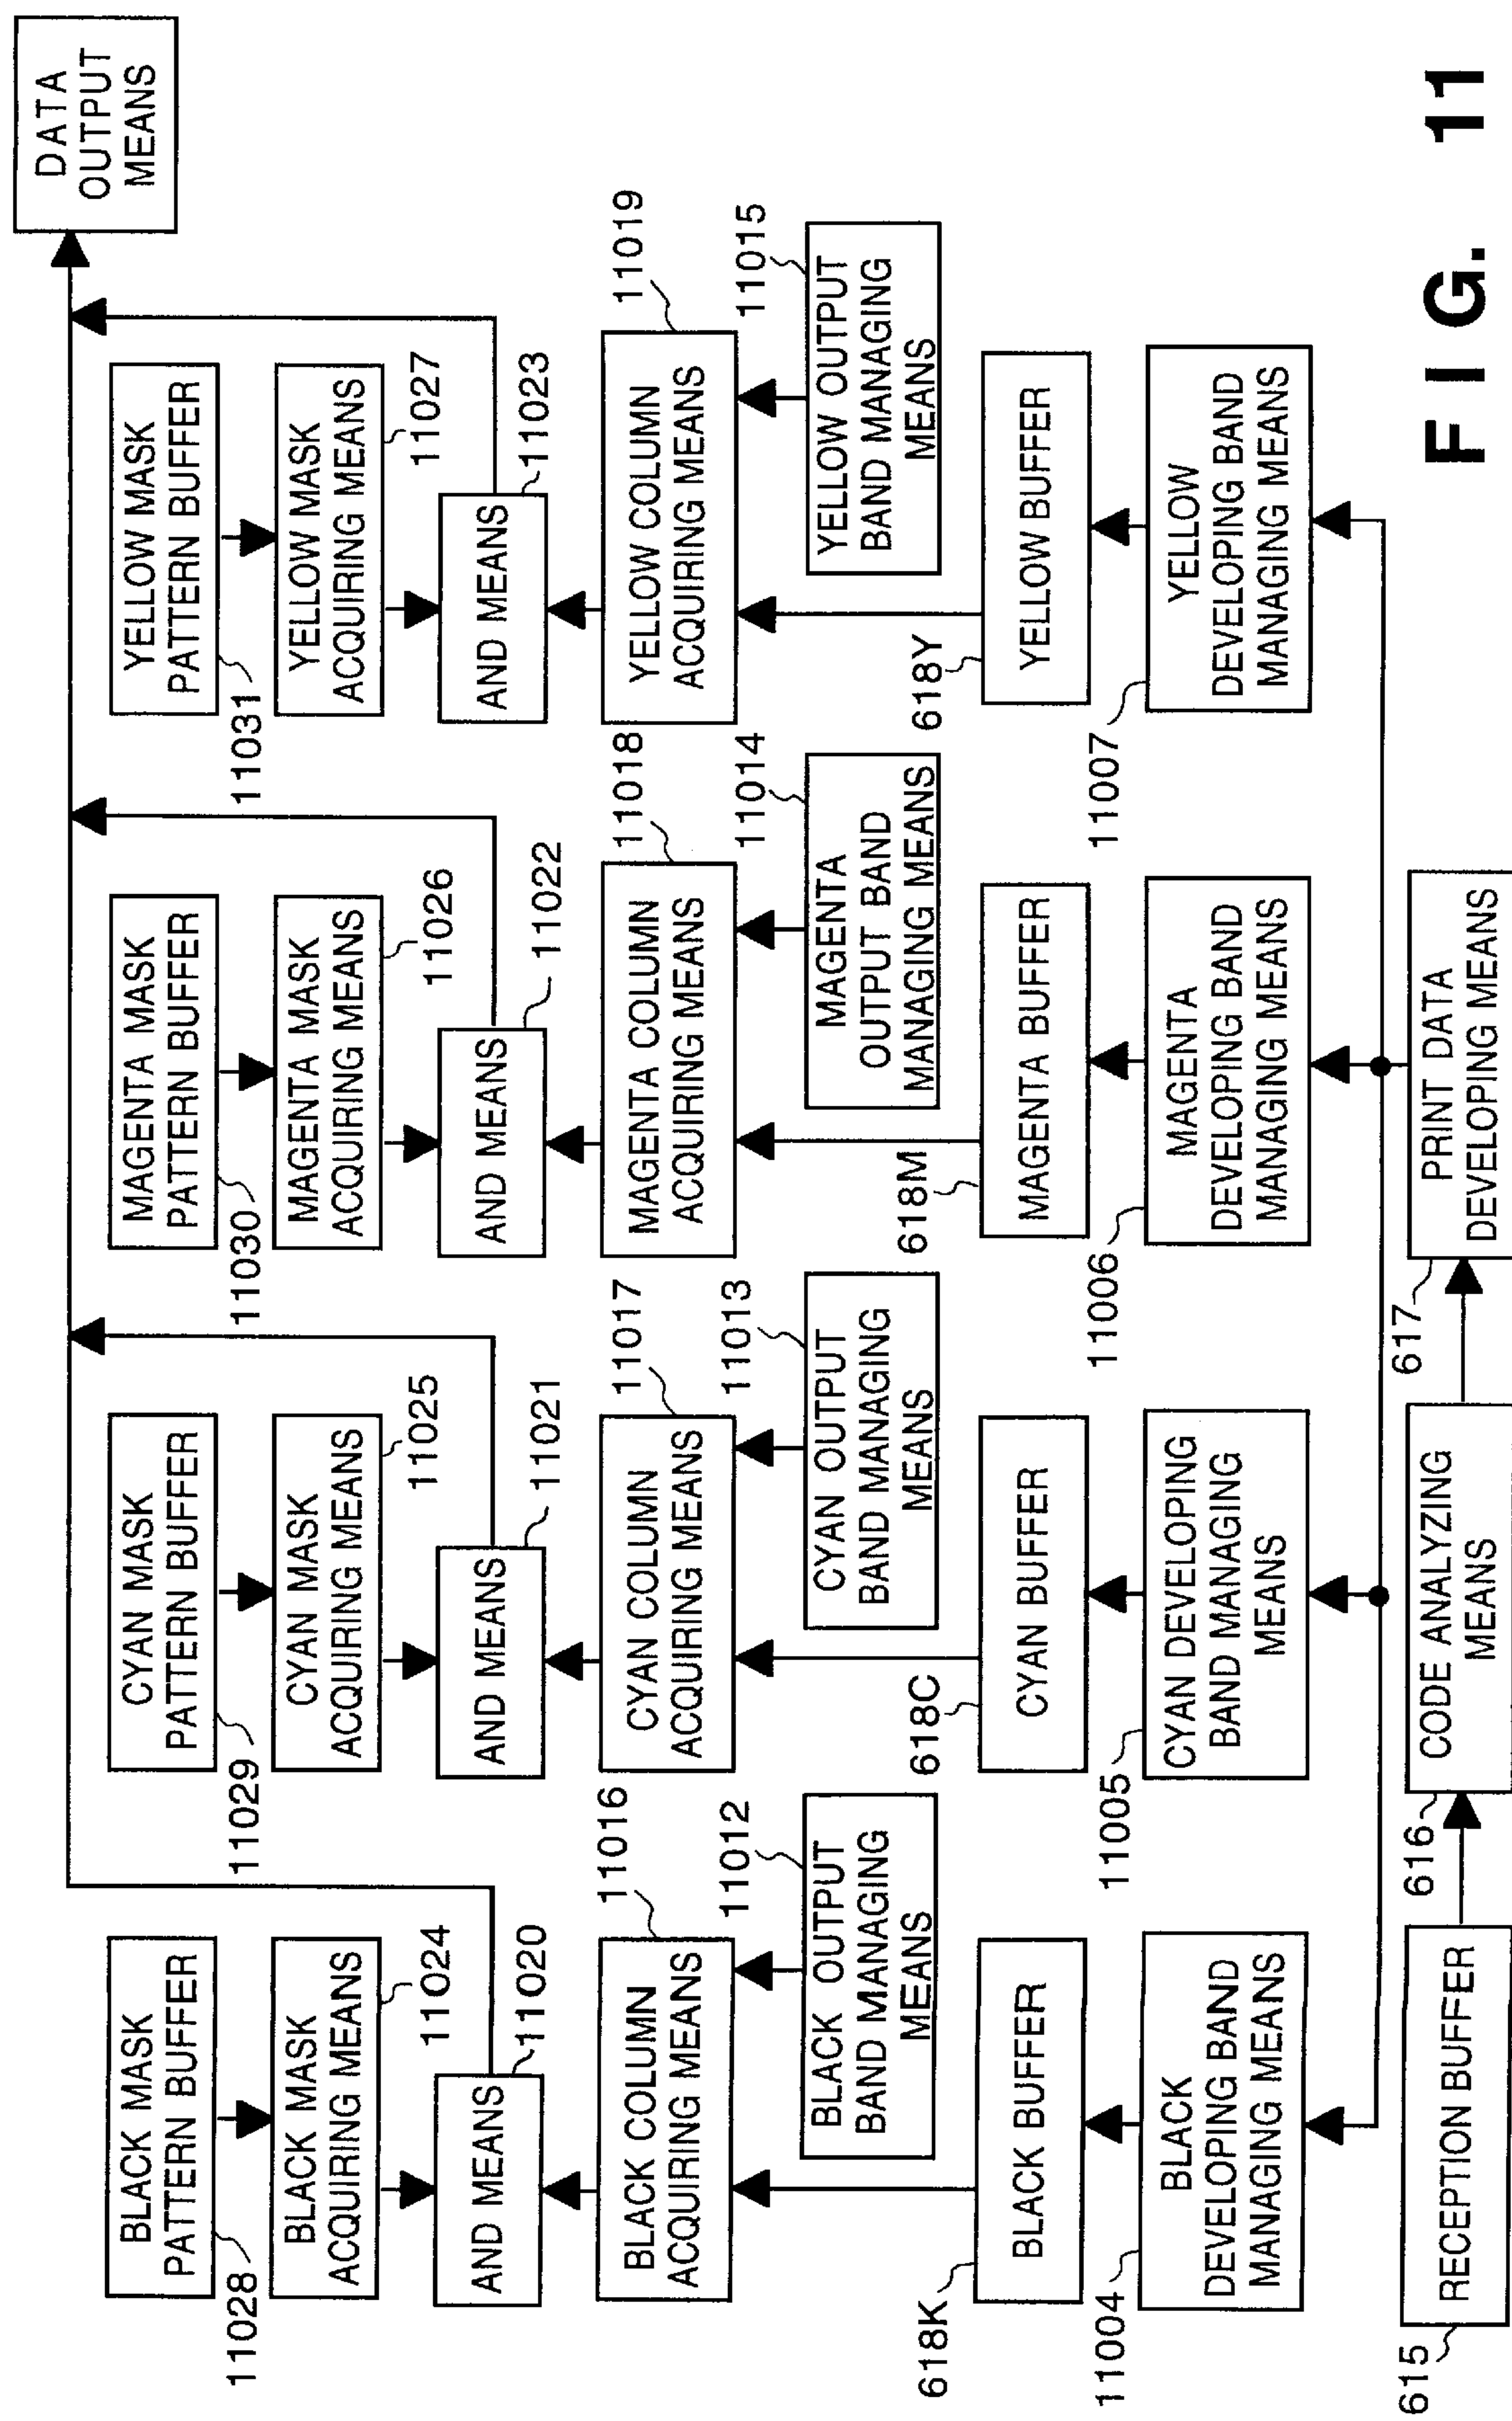 DATA
OUTPUT
MEANS
BLACK MASK
PATTERN BUFFER
11028
BLACK MASK
ACQUIRING MEANS
11024
AND MEANS
11020
BLACK COLUMN
ACQUIRING MEANS
11016
BLACK OUTPUT
BAND MANAGING
MEANS
11012
618K
BLACK BUFFER
11004
BLACK
DEVELOPING BAND
MANAGING MEANS
CYAN MASK
PATTERN BUFFER
11029
CYAN MASK
ACQUIRING MEANS
11025
AND MEANS
11021
CYAN COLUMN
ACQUIRING MEANS
11017
CYAN OUTPUT
BAND MANAGING
MEANS
11013
618C
CYAN BUFFER
11005
CYAN DEVELOPING
BAND MANAGING
MEANS
MAGENTA MASK
PATTERN BUFFER
11030
MAGENTA MASK
ACQUIRING MEANS
11026
AND MEANS
11022
MAGENTA COLUMN
ACQUIRING MEANS
11018
MAGENTA
OUTPUT BAND
MANAGING MEANS
11014
618M
MAGENTA BUFFER
11006
MAGENTA
DEVELOPING BAND
MANAGING MEANS
YELLOW MASK
PATTERN BUFFER
11031
YELLOW MASK
ACQUIRING MEANS
11027
AND MEANS
11023
YELLOW COLUMN
ACQUIRING MEANS
11019
YELLOW OUTPUT
BAND MANAGING
MEANS
11015
618Y
YELLOW BUFFER
11007
YELLOW
DEVELOPING BAND
MANAGING MEANS
615
RECEPTION BUFFER
616
CODE ANALYZING
MEANS
617
PRINT DATA
DEVELOPING MEANS
FIG. 11